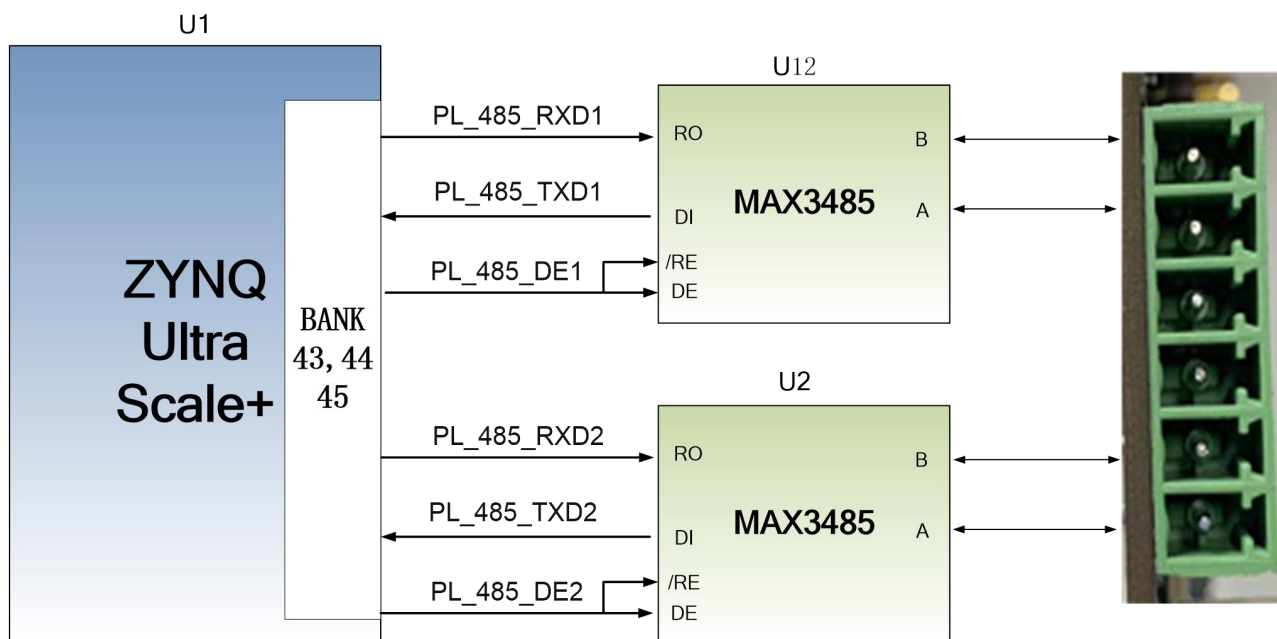 U1
ZYNQ
Ultra
Scale+
BANK
43, 44
45
PL_485_RXD1
PL_485_TXD1
PL_485_DE1
U12
RO
DI
/RE
DE
MAX3485
B
A
PL_485_RXD2
PL_485_TXD2
PL_485_DE2
U2
RO
DI
/RE
DE
MAX3485
B
A